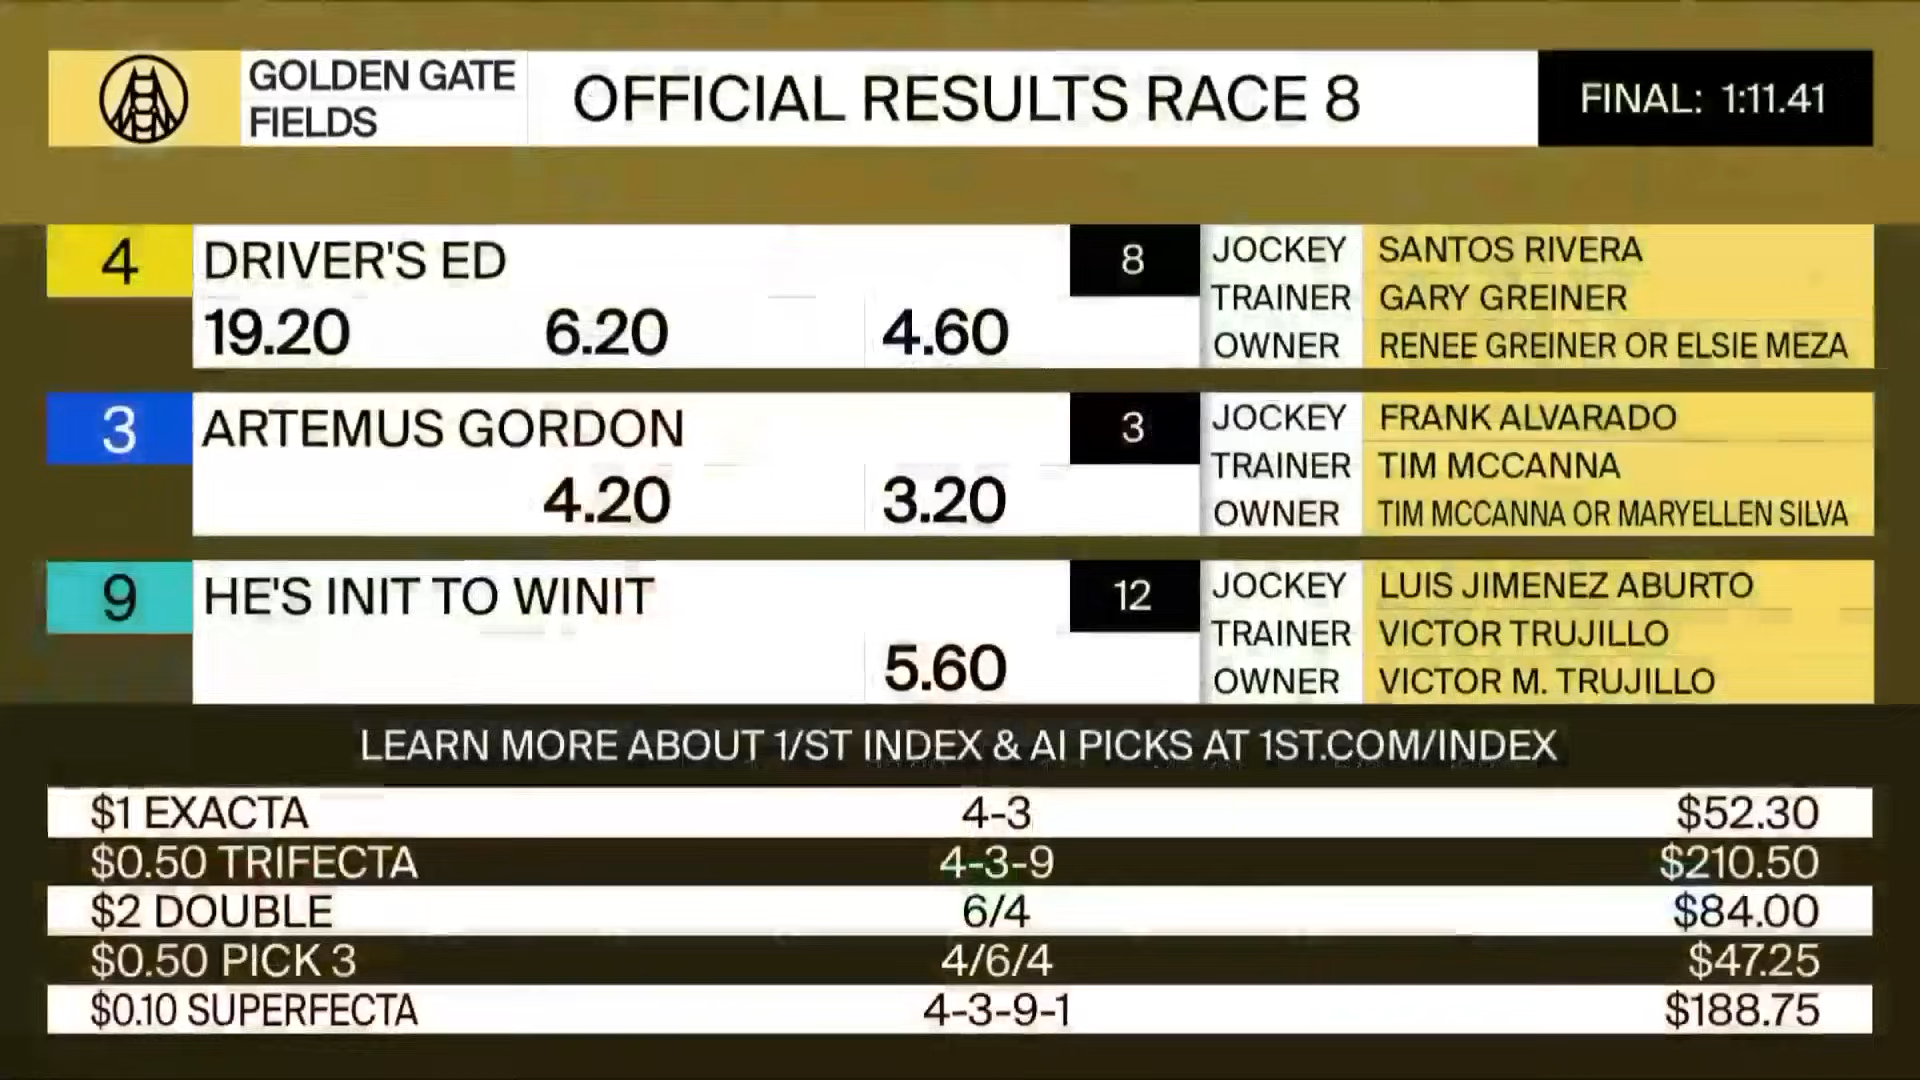 GOLDEN GATE
FIELDS
OFFICIAL RESULTS RACE 8
FINAL: 1:11.41
4
DRIVER'S ED
8
19.20 6.20 4.60
JOCKEY SANTOS RIVERA
TRAINER GARY GREINER
OWNER RENEE GREINER OR ELSIE MEZA
3
ARTEMUS GORDON
3
4.20 3.20
JOCKEY FRANK ALVARADO
TRAINER TIM MCCANNA
OWNER TIM MCCANNA OR MARYELLEN SILVA
9
HE'S INIT TO WINIT
12
5.60
JOCKEY LUIS JIMENEZ ABURTO
TRAINER VICTOR TRUJILLO
OWNER VICTOR M. TRUJILLO
LEARN MORE ABOUT 1/ST INDEX & AI PICKS AT 1ST.COM/INDEX
$1 EXACTA 4-3 $52.30
$0.50 TRIFECTA 4-3-9 $210.50
$2 DOUBLE 6/4 $84.00
$0.50 PICK 3 4/6/4 $47.25
$0.10 SUPERFECTA 4-3-9-1 $188.75